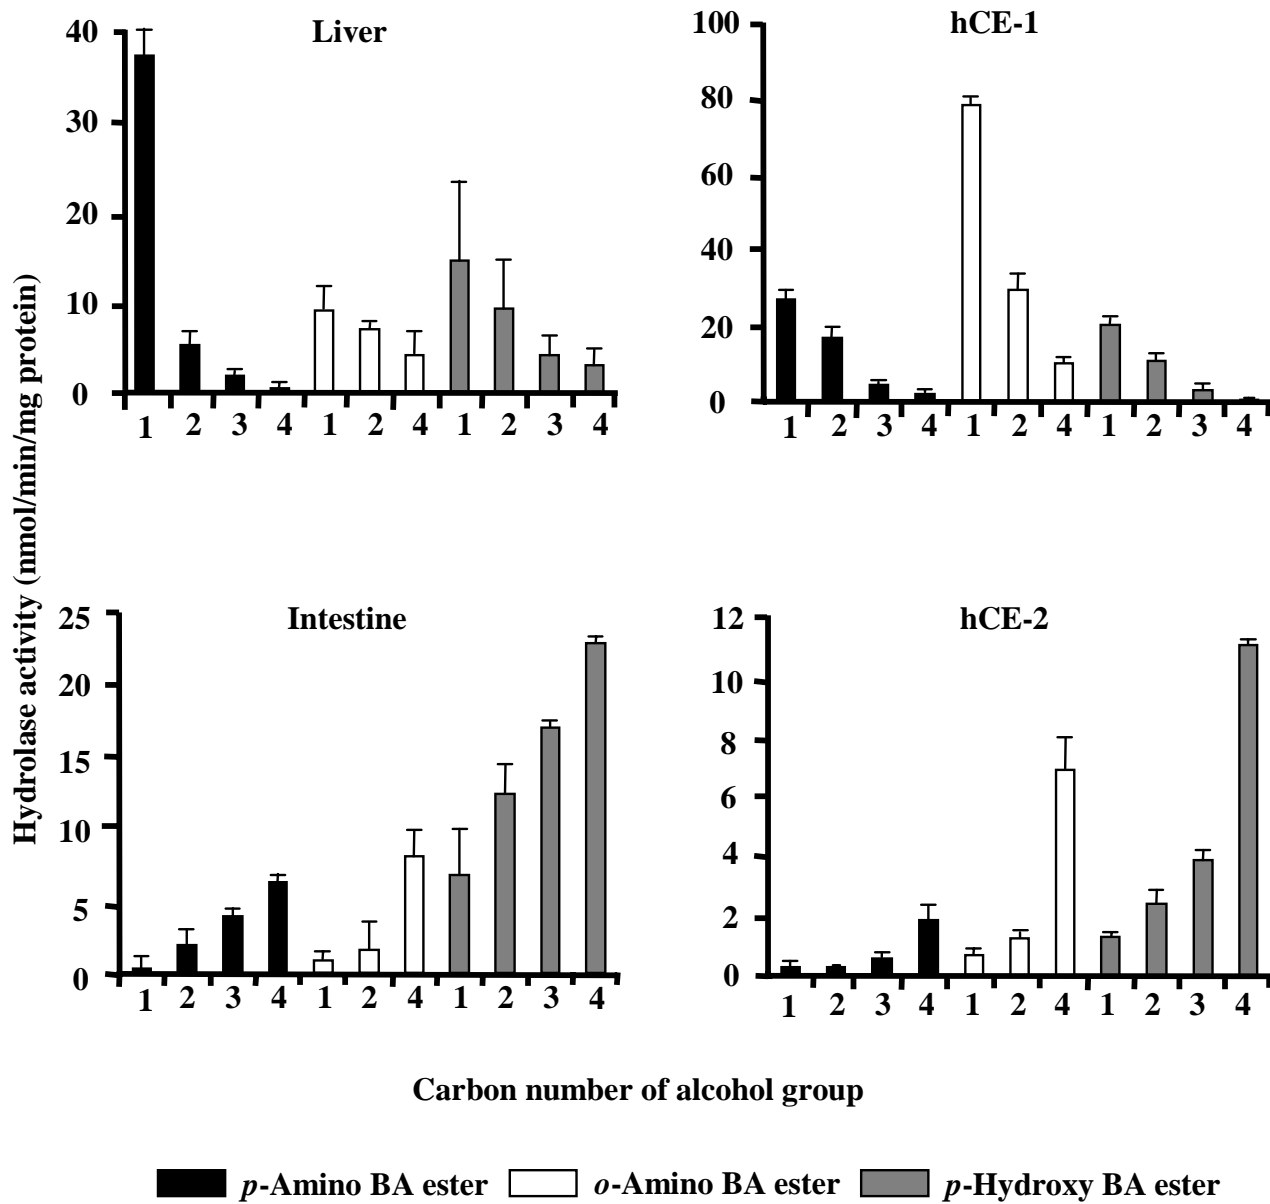 Liver
40
30
20
10
0
1 2 3 4 1 2 4 1 2 3 4
hCE-1
100
80
60
40
20
0
1 2 3 4 1 2 4 1 2 3 4
Hydrolase activity (nmol/min/mg protein)
Intestine
25
20
15
10
5
0
1 2 3 4 1 2 4 1 2 3 4
hCE-2
12
10
8
6
4
2
0
1 2 3 4 1 2 4 1 2 3 4
Carbon number of alcohol group
p-Amino BA ester o-Amino BA ester p-Hydroxy BA ester